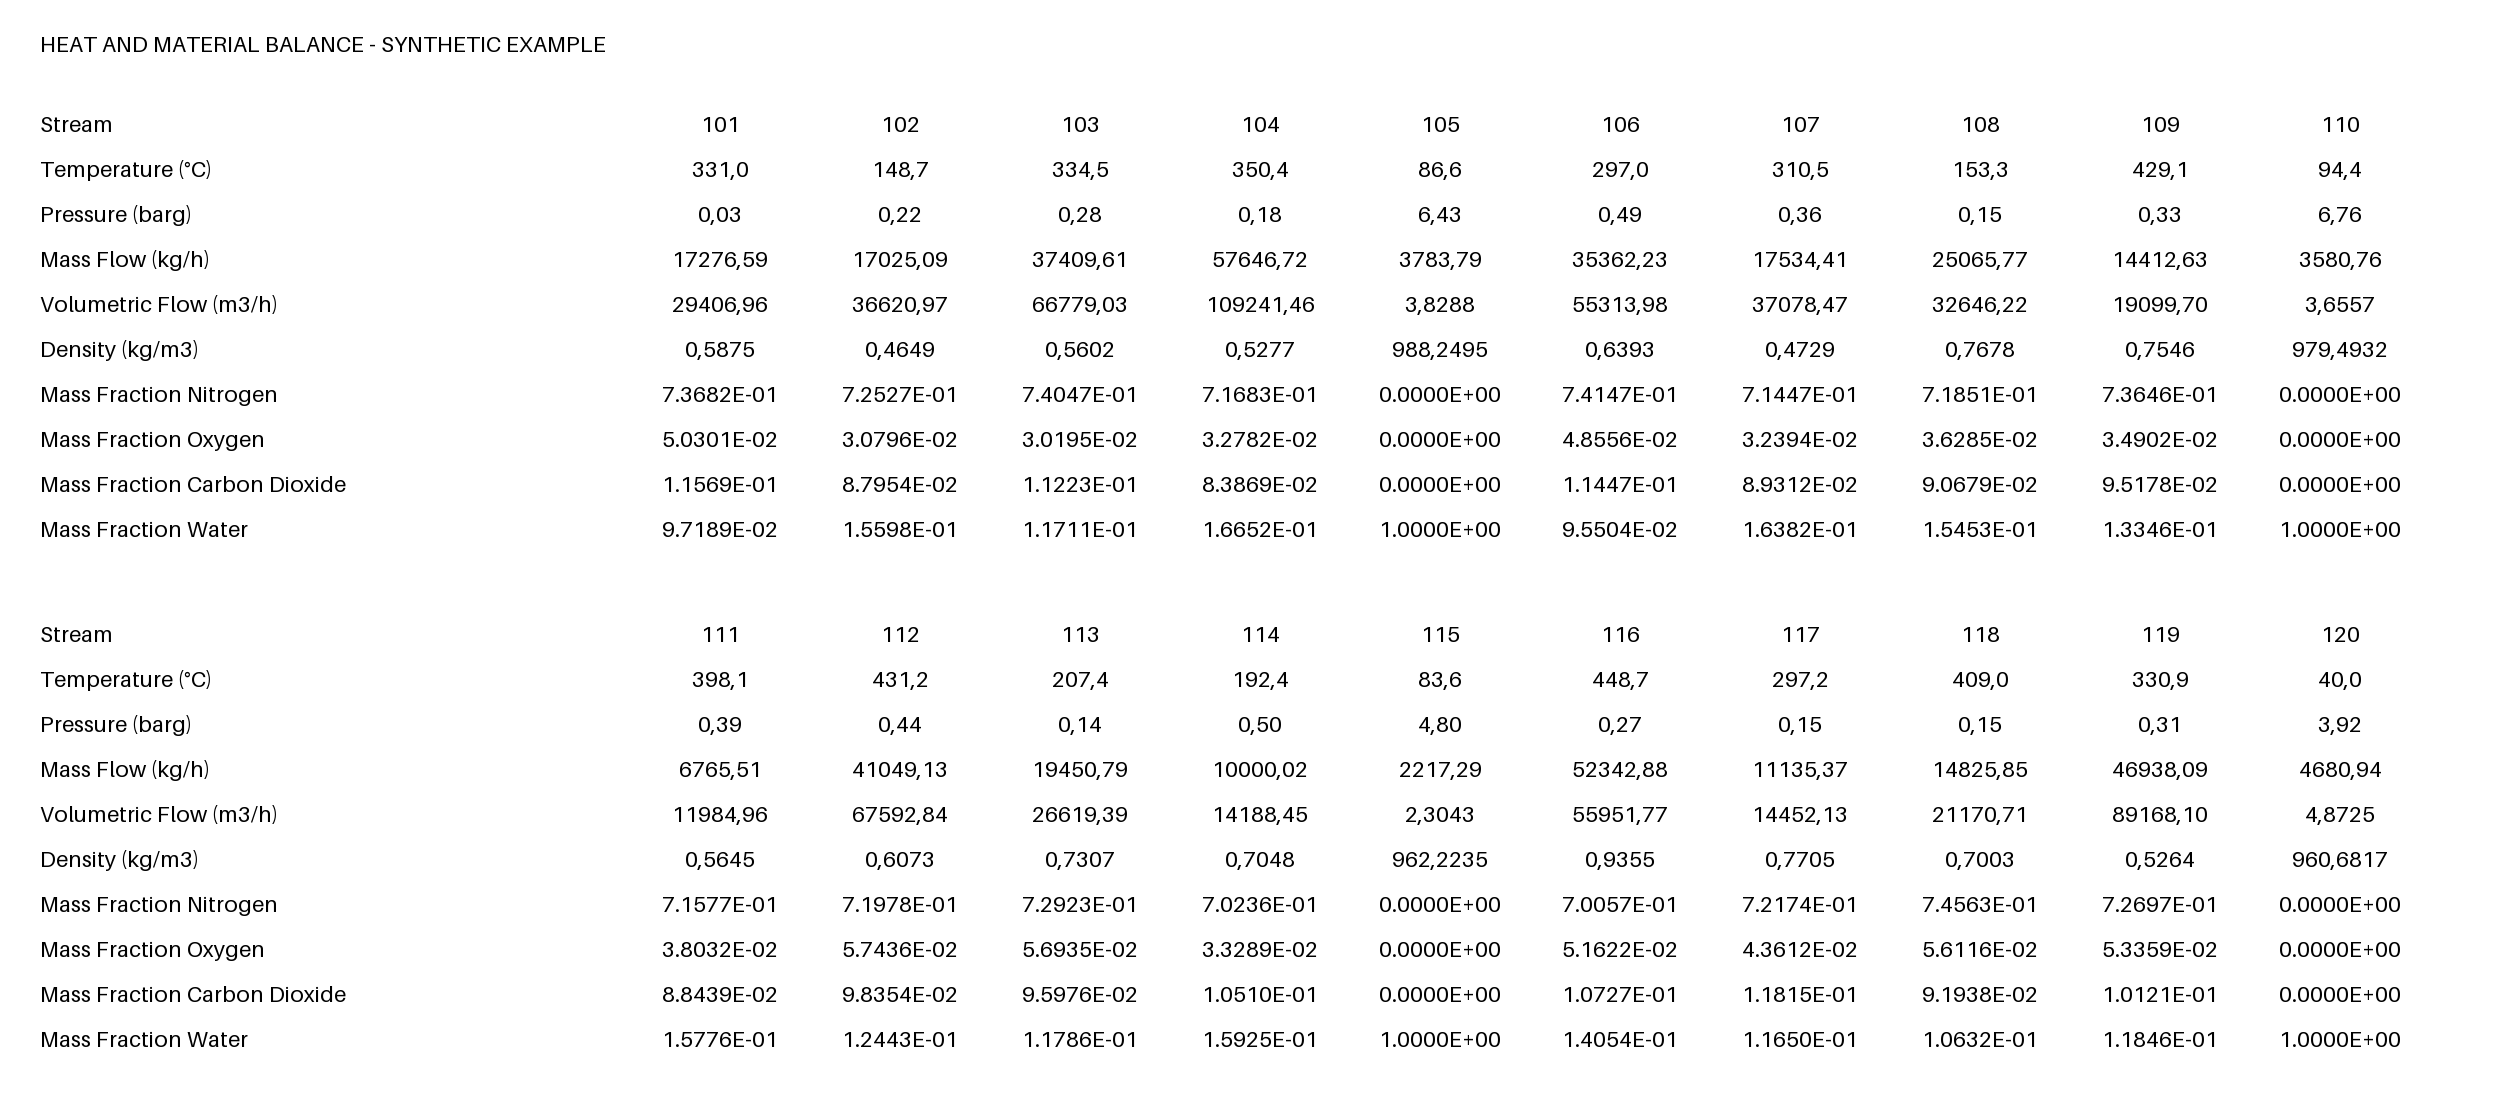 HEAT AND MATERIAL BALANCE - SYNTHETIC EXAMPLE
Stream 101 102 103 104 105 106 107 108 109 110
Temperature (°C) 331,0 148,7 334,5 350,4 86,6 297,0 310,5 153,3 429,1 94,4
Pressure (barg) 0,03 0,22 0,28 0,18 6,43 0,49 0,36 0,15 0,33 6,76
Mass Flow (kg/h) 17276,59 17025,09 37409,61 57646,72 3783,79 35362,23 17534,41 25065,77 14412,63 3580,76
Volumetric Flow (m3/h) 29406,96 36620,97 66779,03 109241,46 3,8288 55313,98 37078,47 32646,22 19099,70 3,6557
Density (kg/m3) 0,5875 0,4649 0,5602 0,5277 988,2495 0,6393 0,4729 0,7678 0,7546 979,4932
Mass Fraction Nitrogen 7.3682E-01 7.2527E-01 7.4047E-01 7.1683E-01 0.0000E+00 7.4147E-01 7.1447E-01 7.1851E-01 7.3646E-01 0.0000E+00
Mass Fraction Oxygen 5.0301E-02 3.0796E-02 3.0195E-02 3.2782E-02 0.0000E+00 4.8556E-02 3.2394E-02 3.6285E-02 3.4902E-02 0.0000E+00
Mass Fraction Carbon Dioxide 1.1569E-01 8.7954E-02 1.1223E-01 8.3869E-02 0.0000E+00 1.1447E-01 8.9312E-02 9.0679E-02 9.5178E-02 0.0000E+00
Mass Fraction Water 9.7189E-02 1.5598E-01 1.1711E-01 1.6652E-01 1.0000E+00 9.5504E-02 1.6382E-01 1.5453E-01 1.3346E-01 1.0000E+00
Stream 111 112 113 114 115 116 117 118 119 120
Temperature (°C) 398,1 431,2 207,4 192,4 83,6 448,7 297,2 409,0 330,9 40,0
Pressure (barg) 0,39 0,44 0,14 0,50 4,80 0,27 0,15 0,15 0,31 3,92
Mass Flow (kg/h) 6765,51 41049,13 19450,79 10000,02 2217,29 52342,88 11135,37 14825,85 46938,09 4680,94
Volumetric Flow (m3/h) 11984,96 67592,84 26619,39 14188,45 2,3043 55951,77 14452,13 21170,71 89168,10 4,8725
Density (kg/m3) 0,5645 0,6073 0,7307 0,7048 962,2235 0,9355 0,7705 0,7003 0,5264 960,6817
Mass Fraction Nitrogen 7.1577E-01 7.1978E-01 7.2923E-01 7.0236E-01 0.0000E+00 7.0057E-01 7.2174E-01 7.4563E-01 7.2697E-01 0.0000E+00
Mass Fraction Oxygen 3.8032E-02 5.7436E-02 5.6935E-02 3.3289E-02 0.0000E+00 5.1622E-02 4.3612E-02 5.6116E-02 5.3359E-02 0.0000E+00
Mass Fraction Carbon Dioxide 8.8439E-02 9.8354E-02 9.5976E-02 1.0510E-01 0.0000E+00 1.0727E-01 1.1815E-01 9.1938E-02 1.0121E-01 0.0000E+00
Mass Fraction Water 1.5776E-01 1.2443E-01 1.1786E-01 1.5925E-01 1.0000E+00 1.4054E-01 1.1650E-01 1.0632E-01 1.1846E-01 1.0000E+00